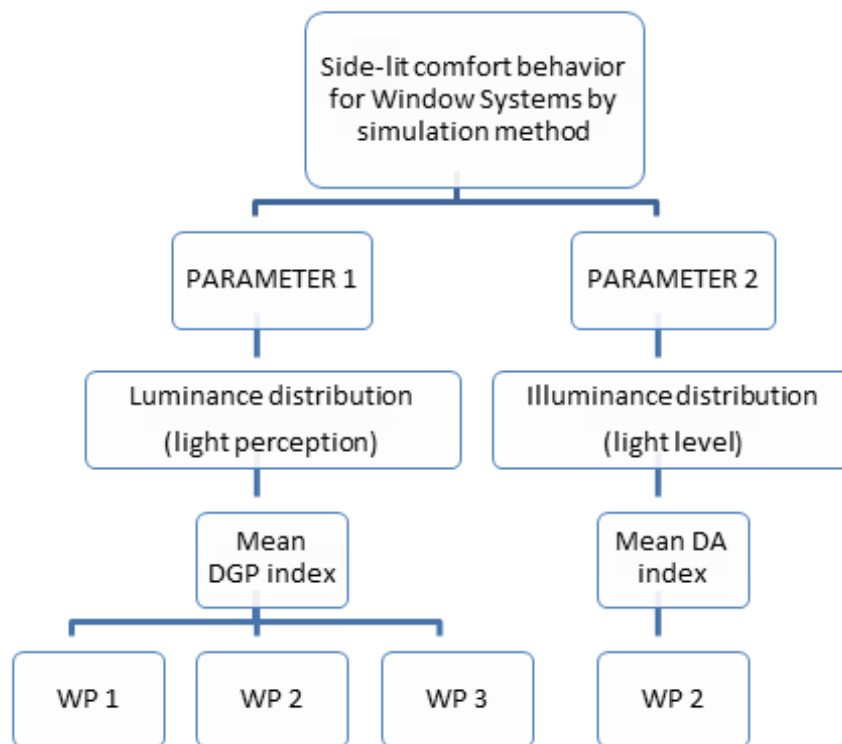 Side-lit comfort behavior
for Window Systems by
simulation method
PARAMETER 1
PARAMETER 2
Luminance distribution
(light perception)
Illuminance distribution
(light level)
Mean
DGP index
Mean DA
index
WP 1
WP 2
WP 3
WP 2